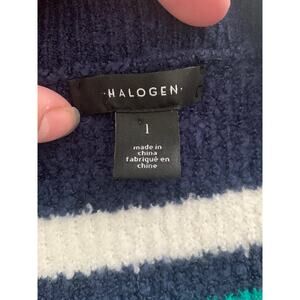 ·HALOGEN·
1
made in
china
fabriqué en
chine